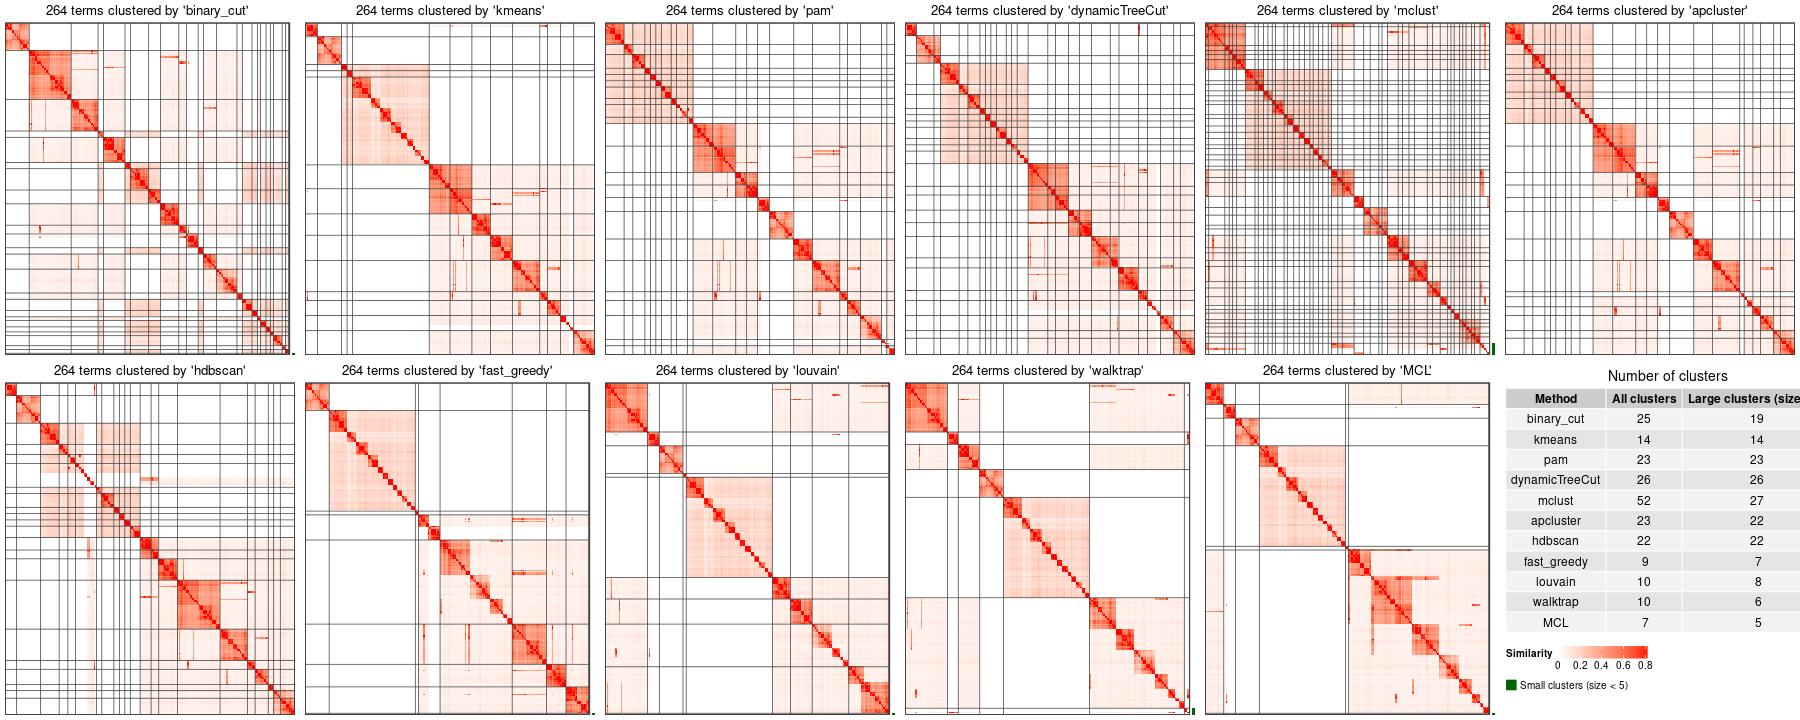 264 terms clustered by 'binary_cut'
264 terms clustered by 'kmeans'
264 terms clustered by 'pam'
264 terms clustered by 'dynamicTreeCut'
264 terms clustered by 'mclust'
264 terms clustered by 'apcluster'
264 terms clustered by 'hdbscan'
264 terms clustered by 'fast_greedy'
264 terms clustered by 'louvain'
264 terms clustered by 'walktrap'
264 terms clustered by 'MCL'
Number of clusters
Method All clusters Large clusters (size
binary_cut 25 19
kmeans 14 14
pam 23 23
dynamicTreeCut 26 26
mclust 52 27
apcluster 23 22
hdbscan 22 22
fast_greedy 9 7
louvain 10 8
walktrap 10 6
MCL 7 5
Similarity
0 0.2 0.4 0.6 0.8
Small clusters (size < 5)